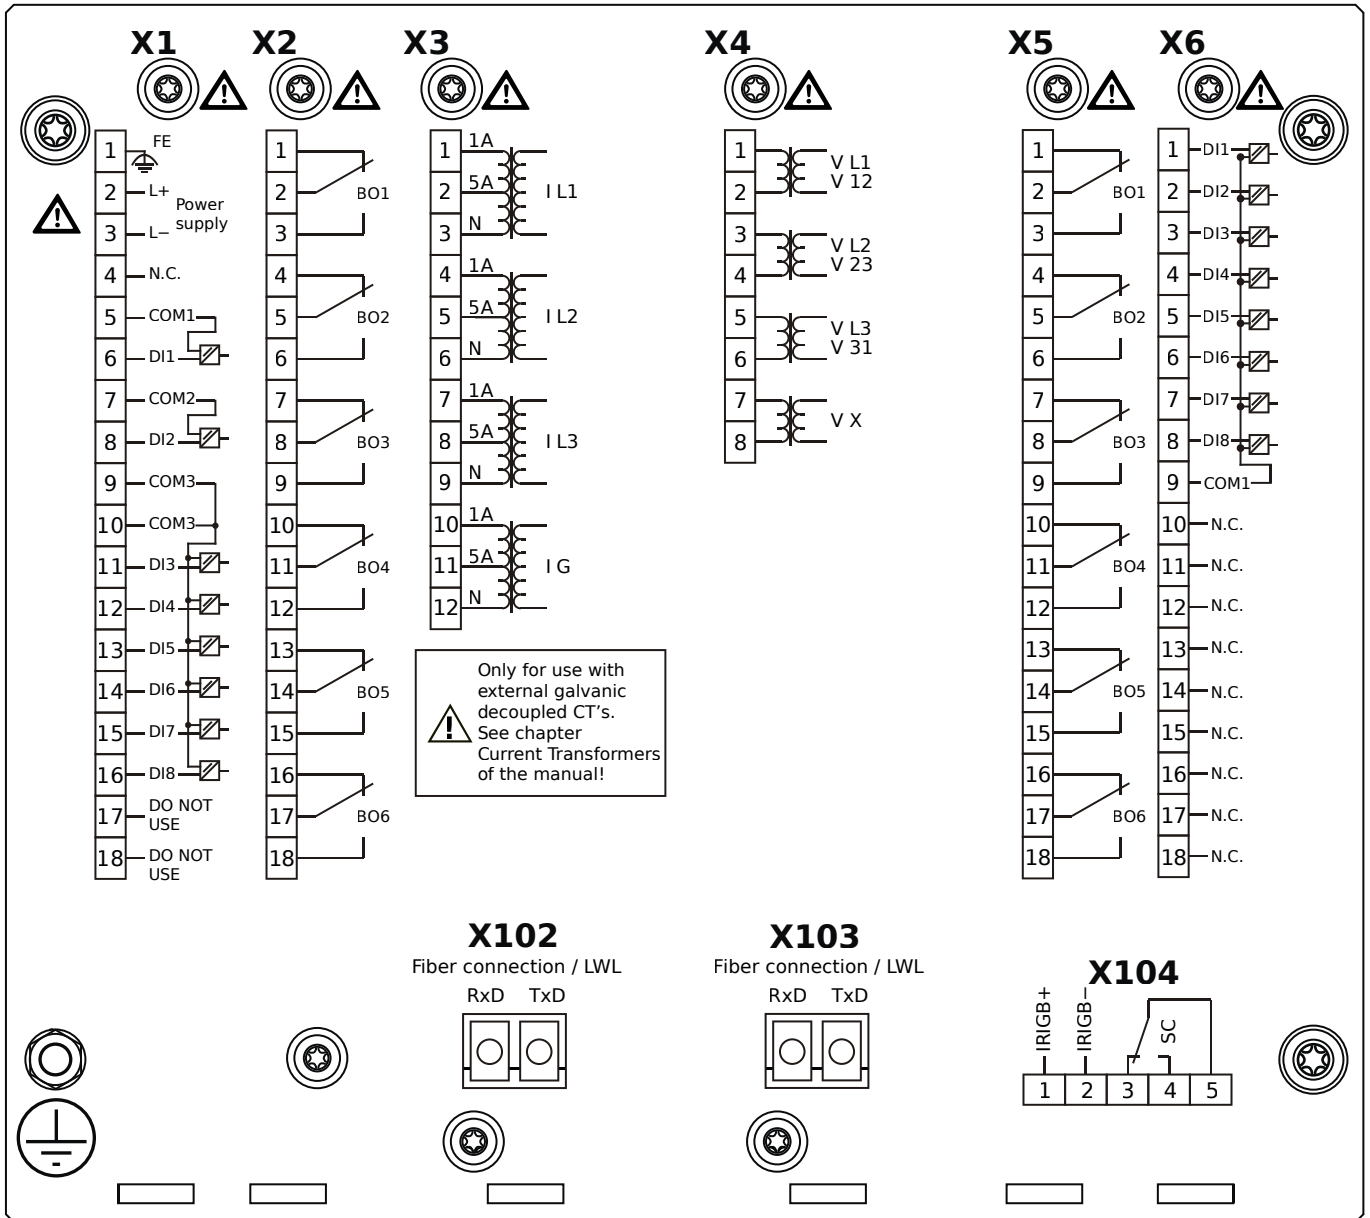 X1
1
FE
2
L+
Power
supply
3
L−
4
N.C.
5
COM1
6
DI1
7
COM2
8
DI2
9
COM3
10
COM3
11
DI3
12
DI4
13
DI5
14
DI6
15
DI7
16
DI8
17
DO NOT
USE
18
DO NOT
USE
X2
1
2
BO1
3
4
5
BO2
6
7
8
BO3
9
10
11
BO4
12
13
14
BO5
15
16
17
BO6
18
X3
1
1A
2
5A
I L1
3
N
4
1A
5
5A
I L2
6
N
7
1A
8
5A
I L3
9
N
10
1A
11
5A
I G
12
N
Only for use with
external galvanic
decoupled CT's.
See chapter
Current Transformers
of the manual!
X4
1
V L1
2
V 12
3
V L2
4
V 23
5
V L3
6
V 31
7
V X
8
X5
1
2
BO1
3
4
5
BO2
6
7
8
BO3
9
10
11
BO4
12
13
14
BO5
15
16
17
BO6
18
X6
1
DI1
2
DI2
3
DI3
4
DI4
5
DI5
6
DI6
7
DI7
8
DI8
9
COM1
10
N.C.
11
N.C.
12
N.C.
13
N.C.
14
N.C.
15
N.C.
16
N.C.
17
N.C.
18
N.C.
X102
Fiber connection / LWL
RxD TxD
X103
Fiber connection / LWL
RxD TxD
X104
IRIGB+
IRIGB−
SC
1 2 3 4 5